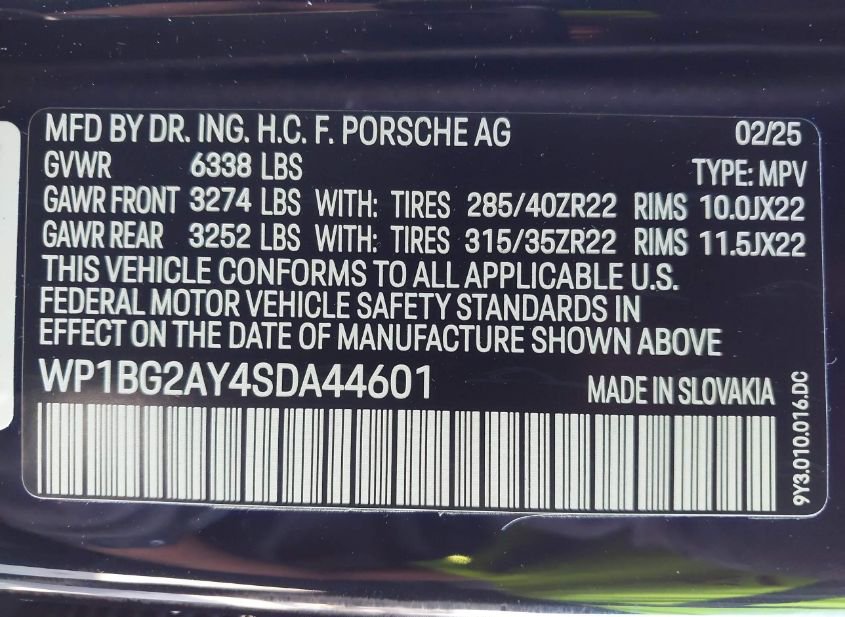 MFD BY DR. ING. H.C. F. PORSCHE AG 02/25
GVWR 6338 LBS TYPE: MPV
GAWR FRONT 3274 LBS WITH: TIRES 285/40ZR22 RIMS 10.0JX22
GAWR REAR 3252 LBS WITH: TIRES 315/35ZR22 RIMS 11.5JX22
THIS VEHICLE CONFORMS TO ALL APPLICABLE U.S.
FEDERAL MOTOR VEHICLE SAFETY STANDARDS IN
EFFECT ON THE DATE OF MANUFACTURE SHOWN ABOVE
WP1BG2AY4SDA44601 MADE IN SLOVAKIA
9Y3.010.016.DC